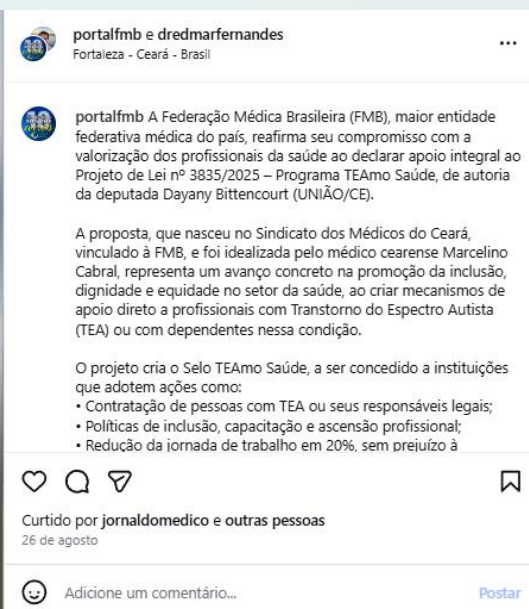 portalfmb e dredmarfernandes
Fortaleza - Ceará - Brasil
portalfmb A Federação Médica Brasileira (FMB), maior entidade
federativa médica do país, reafirma seu compromisso com a
valorização dos profissionais da saúde ao declarar apoio integral ao
Projeto de Lei nº 3835/2025 – Programa TEAmo Saúde, de autoria
da deputada Dayany Bittencourt (UNIÃO/CE).
A proposta, que nasceu no Sindicato dos Médicos do Ceará,
vinculado à FMB, e foi idealizada pelo médico cearense Marcelino
Cabral, representa um avanço concreto na promoção da inclusão,
dignidade e equidade no setor da saúde, ao criar mecanismos de
apoio direto a profissionais com Transtorno do Espectro Autista
(TEA) ou com dependentes nessa condição.
O projeto cria o Selo TEAmo Saúde, a ser concedido a instituições
que adotem ações como:
• Contratação de pessoas com TEA ou seus responsáveis legais;
• Políticas de inclusão, capacitação e ascensão profissional;
• Redução da jornada de trabalho em 20%, sem prejuízo à
Curtido por jornaldomedico e outras pessoas
26 de agosto
Adicione um comentário...
Postar